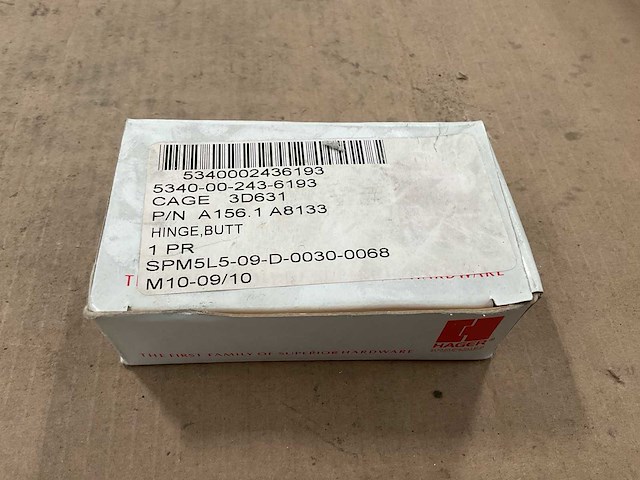 5340002436193
5340-00-243-6193
CAGE 3D631
P/N A156.1 A8133
HINGE,BUTT
1 PR
SPM5L5-09-D-0030-0068
M10-09/10
HARDWARE
THE FIRST FAMILY OF SUPERIOR HARDWARE
HAGER